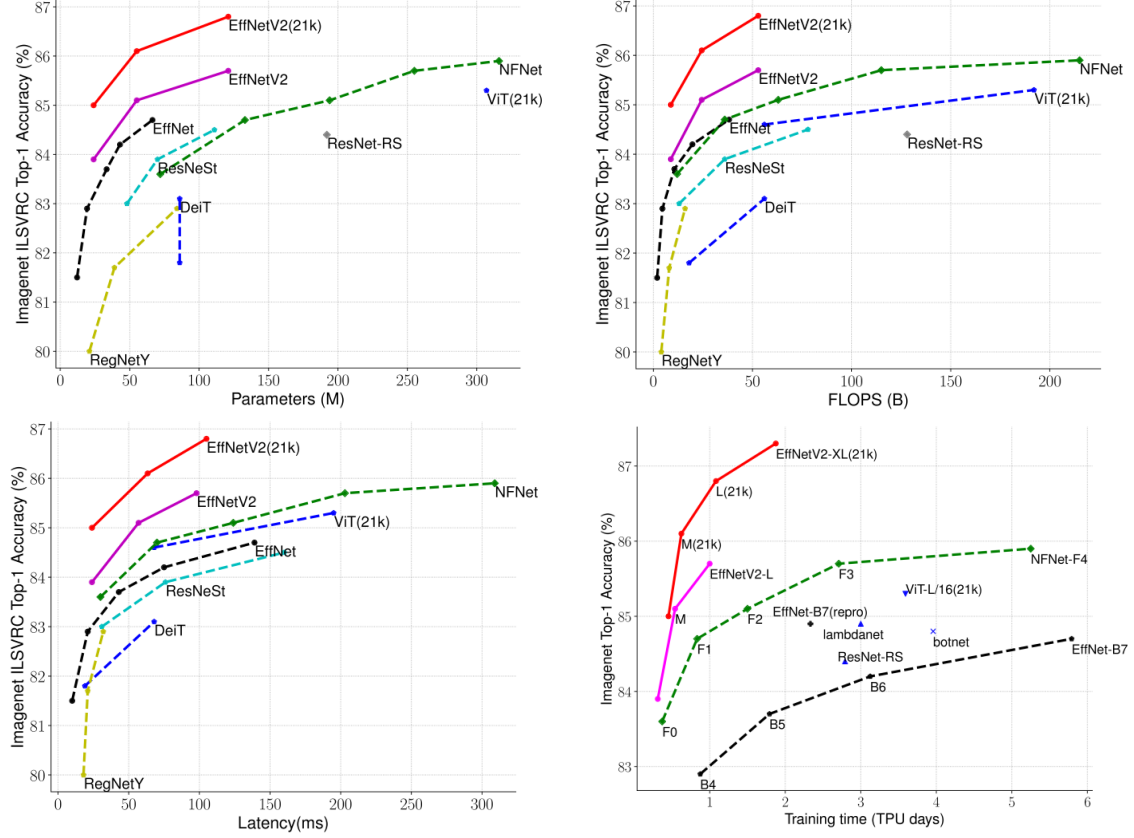 Imagenet ILSVRC Top-1 Accuracy (%)
87
86
85
84
83
82
81
80
EffNetV2(21k)
EffNetV2
NFNet
ViT(21k)
EffNet
ResNet-RS
ResNeSt
DeiT
RegNetY
0 50 100 150 200 250 300
Parameters (M)
Imagenet ILSVRC Top-1 Accuracy (%)
87
86
85
84
83
82
81
80
EffNetV2(21k)
EffNetV2
NFNet
ViT(21k)
EffNet
ResNet-RS
ResNeSt
DeiT
RegNetY
0 50 100 150 200
FLOPS (B)
Imagenet ILSVRC Top-1 Accuracy (%)
87
86
85
84
83
82
81
80
EffNetV2(21k)
EffNetV2
NFNet
ViT(21k)
EffNet
ResNeSt
DeiT
RegNetY
0 50 100 150 200 250 300
Latency(ms)
Imagenet Top-1 Accuracy (%)
87
86
85
84
83
EffNetV2-XL(21k)
L(21k)
M(21k)
EffNetV2-L
NFNet-F4
F3
ViT-L/16(21k)
M
F2
EffNet-B7(repro)
lambdanet
botnet
F1
ResNet-RS
EffNet-B7
B6
F0
B5
B4
1 2 3 4 5 6
Training time (TPU days)